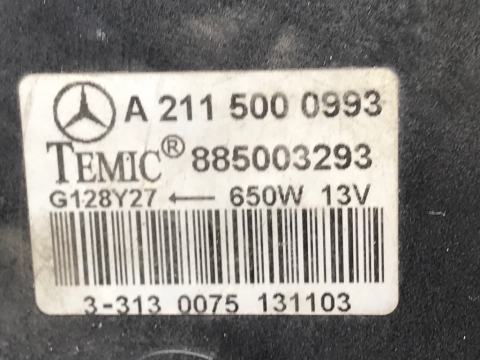 A 211 500 0993
TEMIC® 885003293
G128Y27 ← 650W 13V
3-313 0075 131103